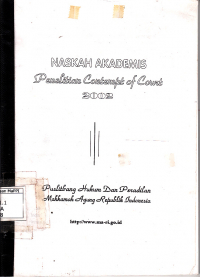 NASKAH AKADEMIS
Penelitian Contempt of Court
2002
Puslitbang Hukum Dan Peradilan
Mahkamah Agung Republik Indonesia
http://www.ma-ri.go.id